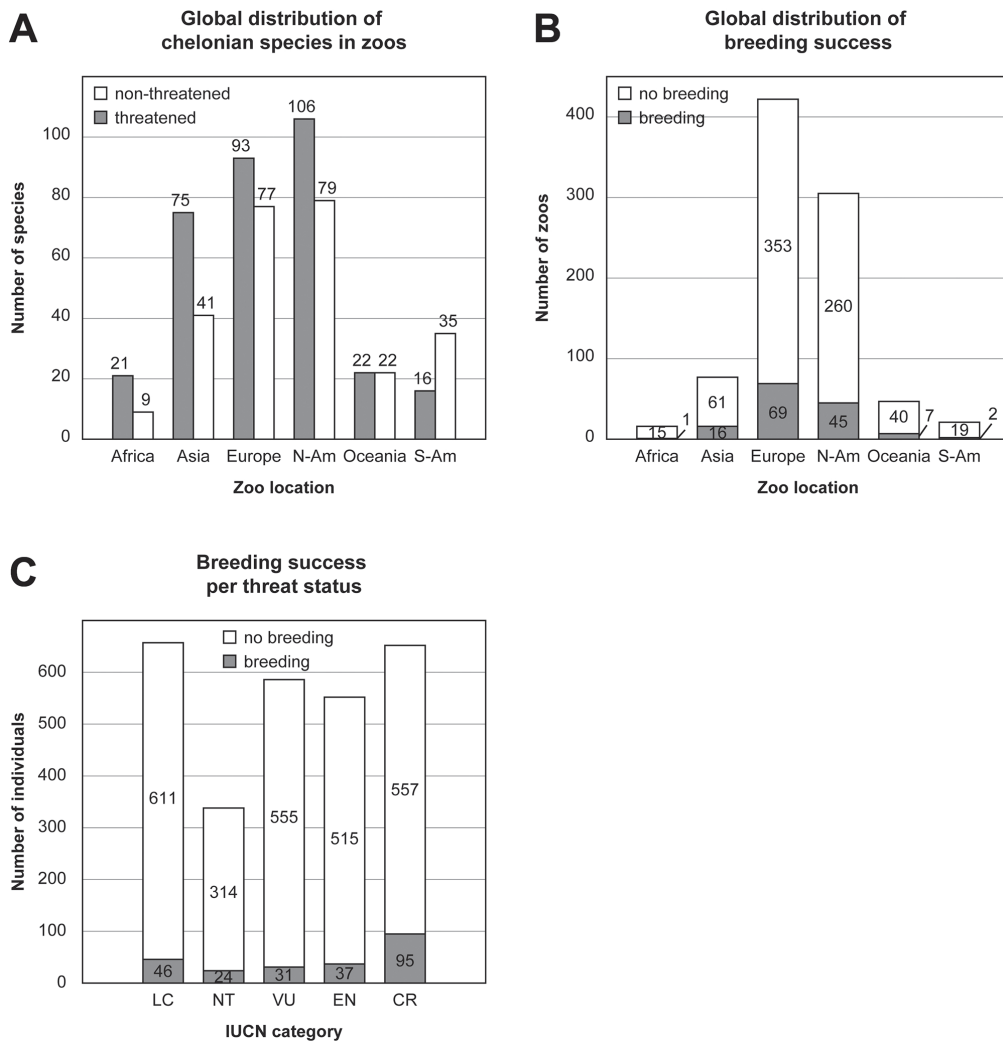 A
Global distribution of
chelonian species in zoos
non-threatened
threatened
Number of species
100
80
60
40
20
0
21
9
75
41
93
77
106
79
22
22
16
35
Africa
Asia
Europe
N-Am
Oceania
S-Am
Zoo location
B
Global distribution of
breeding success
no breeding
breeding
Number of zoos
400
300
200
100
0
15
1
61
16
353
69
260
45
40
7
19
2
Africa
Asia
Europe
N-Am
Oceania
S-Am
Zoo location
C
Breeding success
per threat status
no breeding
breeding
Number of individuals
600
500
400
300
200
100
0
611
46
314
24
555
31
515
37
557
95
LC
NT
VU
EN
CR
IUCN category